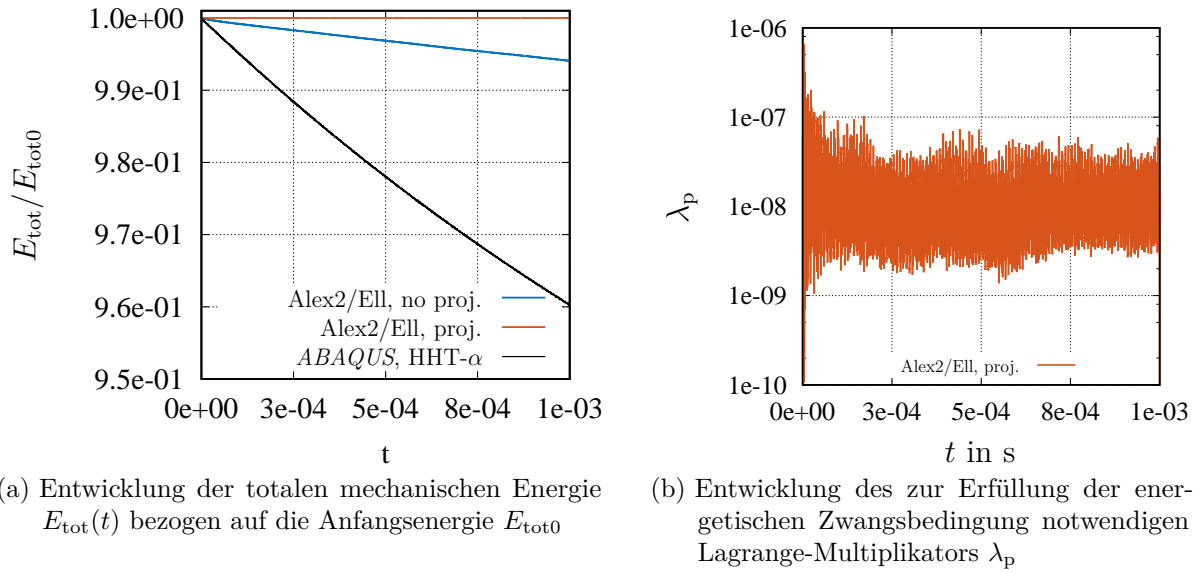 1.0e+00
9.9e-01
9.8e-01
9.7e-01
9.6e-01
9.5e-01
E_tot/E_tot0
Alex2/Ell, no proj.
Alex2/Ell, proj.
ABAQUS, HHT-α
0e+00 3e-04 5e-04 8e-04 1e-03
t
(a) Entwicklung der totalen mechanischen Energie
E_tot(t) bezogen auf die Anfangsenergie E_tot0
1e-06
1e-07
1e-08
1e-09
1e-10
λ_p
Alex2/Ell, proj.
0e+00 3e-04 5e-04 8e-04 1e-03
t in s
(b) Entwicklung des zur Erfüllung der ener-
getischen Zwangsbedingung notwendigen
Lagrange-Multiplikators λ_p